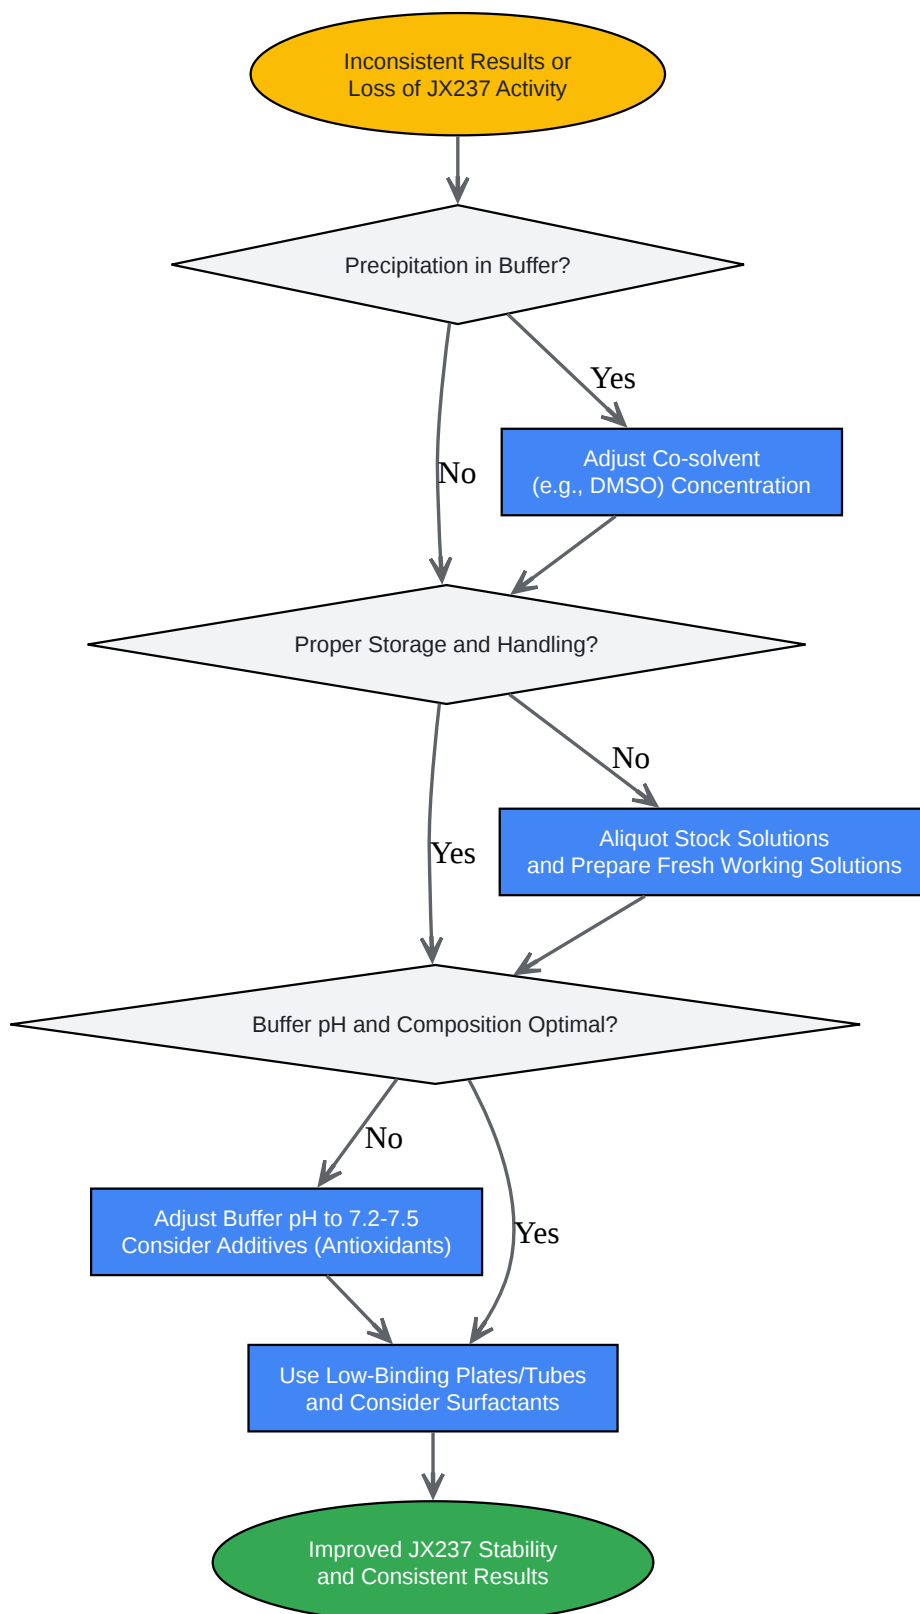 Inconsistent Results or
Loss of JX237 Activity
Precipitation in Buffer?
Yes
No
Adjust Co-solvent
(e.g., DMSO) Concentration
Proper Storage and Handling?
No
Yes
Aliquot Stock Solutions
and Prepare Fresh Working Solutions
Buffer pH and Composition Optimal?
No
Yes
Adjust Buffer pH to 7.2-7.5
Consider Additives (Antioxidants)
Use Low-Binding Plates/Tubes
and Consider Surfactants
Improved JX237 Stability
and Consistent Results